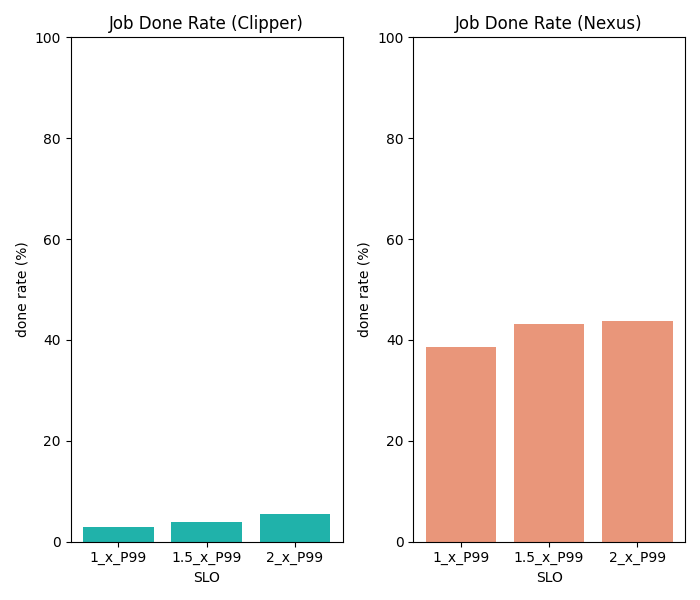 Job Done Rate (Clipper)
100
80
60
40
20
0
done rate (%)
1_x_P99 1.5_x_P99 2_x_P99
SLO
Job Done Rate (Nexus)
100
80
60
40
20
0
done rate (%)
1_x_P99 1.5_x_P99 2_x_P99
SLO